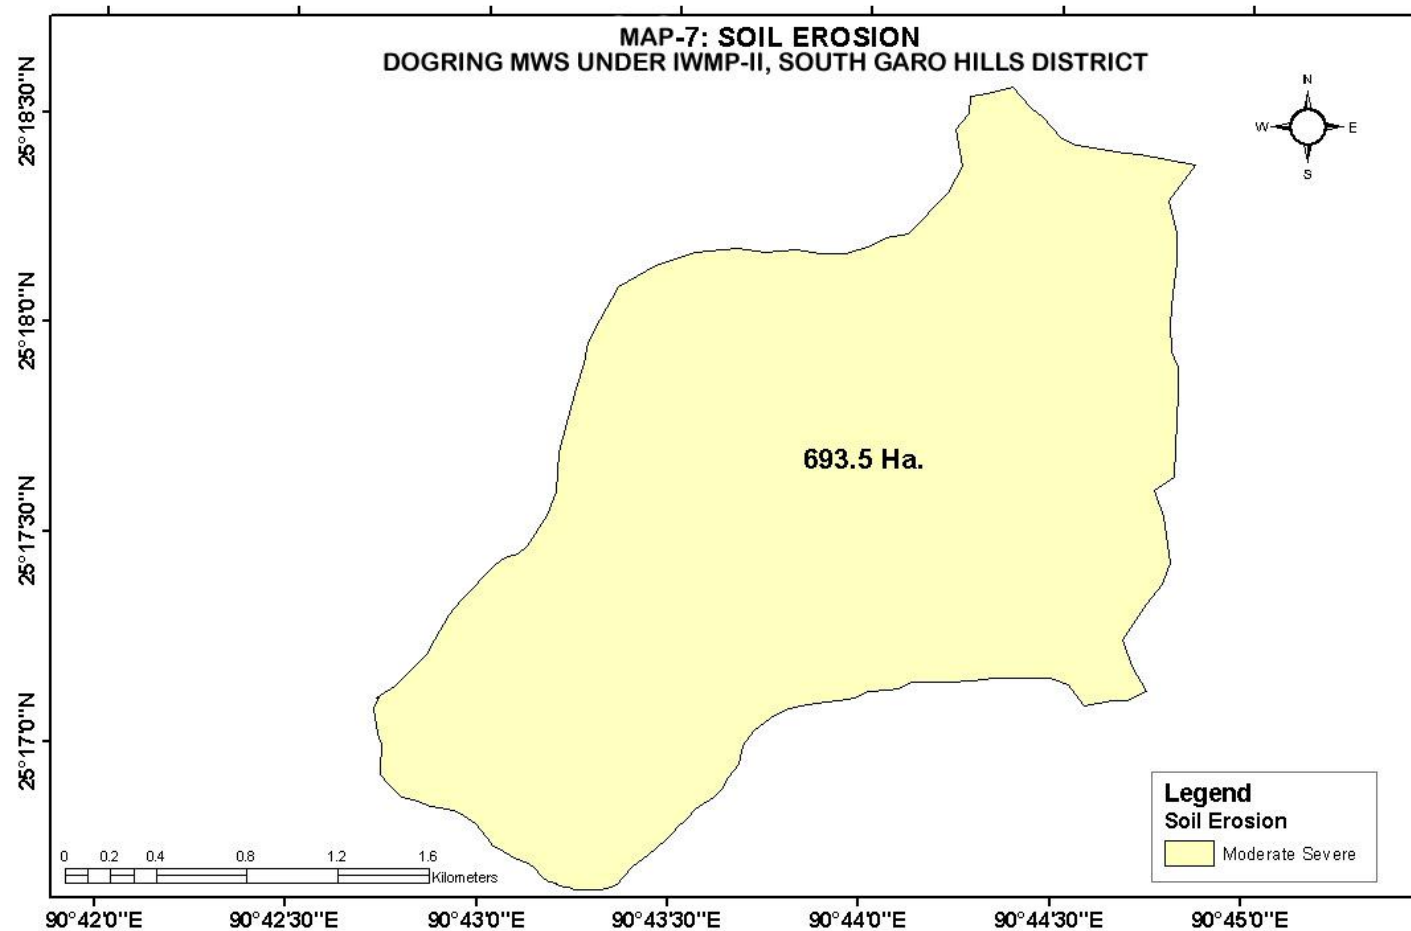 MAP-7: SOIL EROSION
DOGRING MWS UNDER IWMP-II, SOUTH GARO HILLS DISTRICT
N
W E
S
25°18'30"N
25°18'0"N
25°17'30"N
25°17'0"N
693.5 Ha.
Legend
Soil Erosion
Moderate Severe
0 0.2 0.4 0.8 1.2 1.6
Kilometers
90°42'0"E 90°42'30"E 90°43'0"E 90°43'30"E 90°44'0"E 90°44'30"E 90°45'0"E